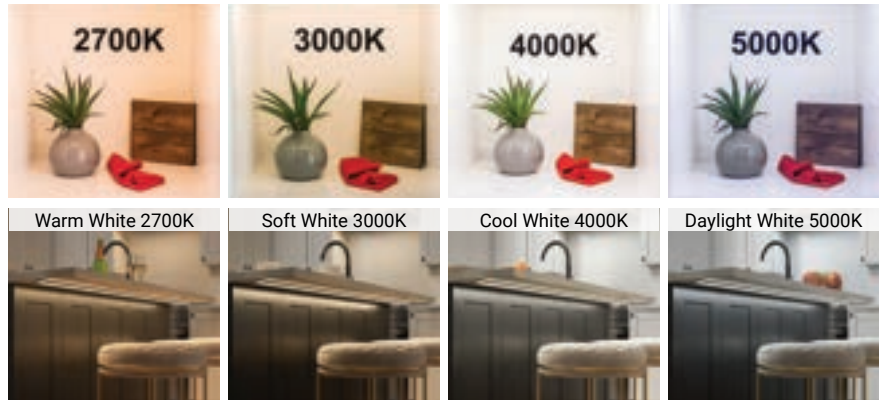 2700K
3000K
4000K
5000K
Warm White 2700K
Soft White 3000K
Cool White 4000K
Daylight White 5000K